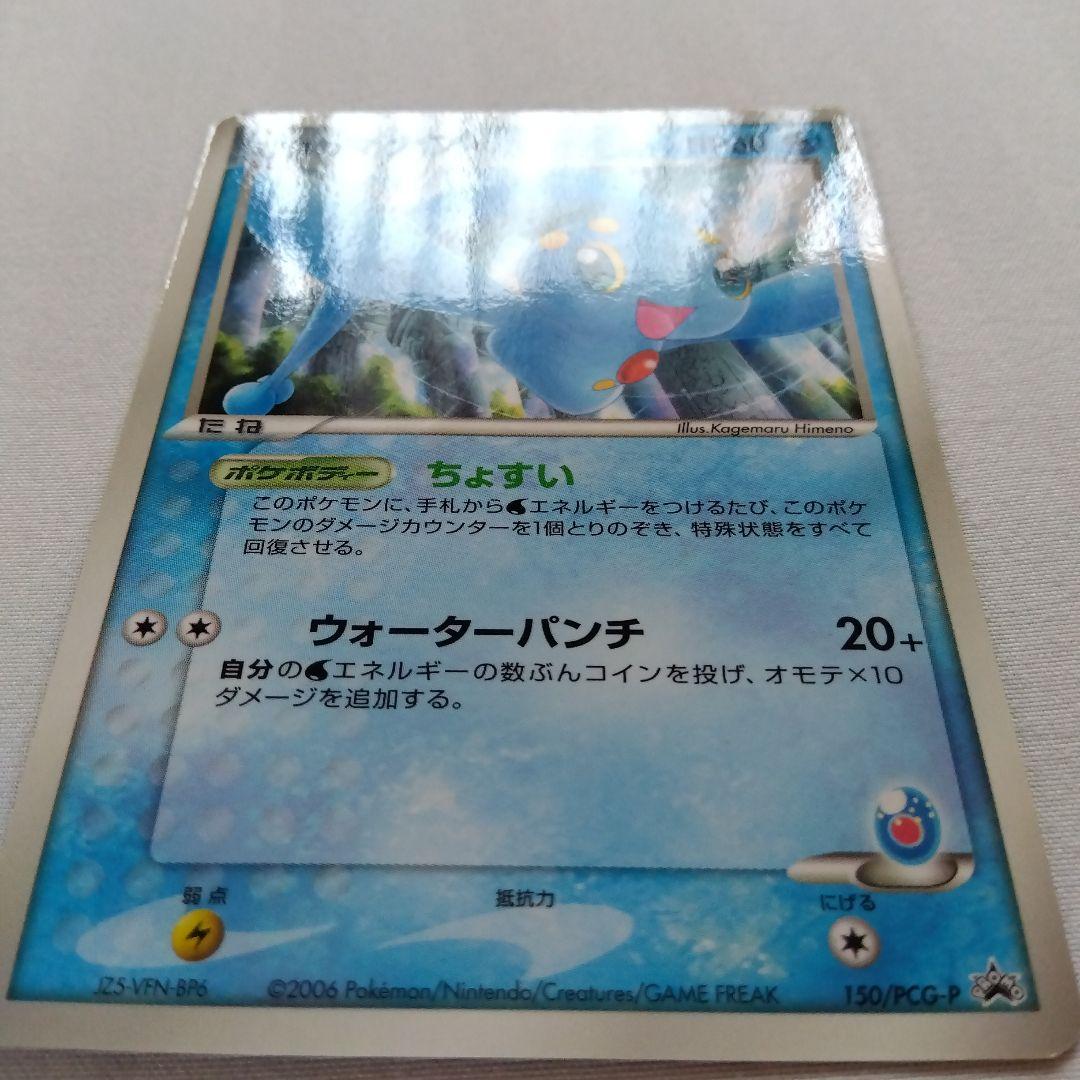 たね
Illus. Kagemaru Himeno
ポケボディー ちょすい
このポケモンに、手札からエネルギーをつけるたび、このポケ
モンのダメージカウンターを1個とりのぞき、特殊状態をすべて
回復させる。
ウォーターパンチ 20+
自分のエネルギーの数ぶんコインを投げ、オモテ×10
ダメージを追加する。
弱点 抵抗力 にげる
JZ5-VFN-BP6 ©2006 Pokémon/Nintendo/Creatures/GAME FREAK 150/PCG-P